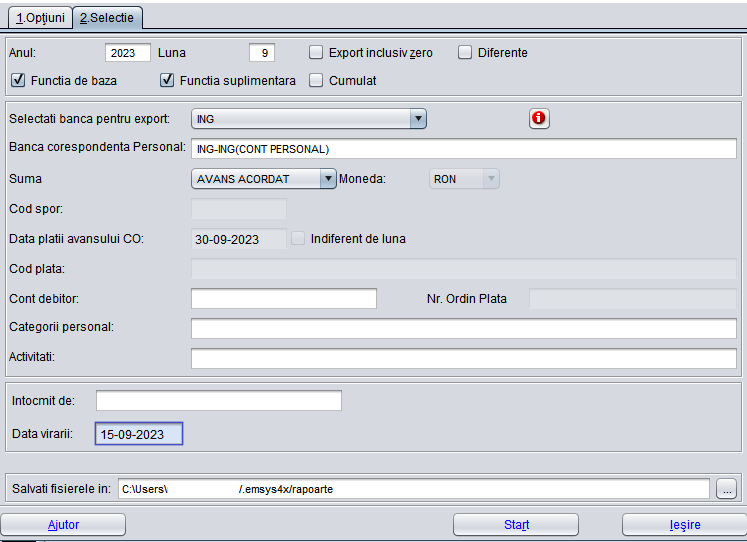 1.Opţiuni 2.Selectie
Anul: 2023 Luna 9 Export inclusiv zero Diferente
Functia de baza Functia suplimentara Cumulat
Selectati banca pentru export: ING
Banca corespondenta Personal: ING-ING(CONT PERSONAL)
Suma AVANS ACORDAT Moneda: RON
Cod spor:
Data platii avansului CO: 30-09-2023 Indiferent de luna
Cod plata:
Cont debitor: Nr. Ordin Plata
Categorii personal:
Activitati:
Intocmit de:
Data virarii: 15-09-2023
Salvati fisierele in: C:\Users\ /.emsys4x/rapoarte ...
Ajutor Start Ieşire